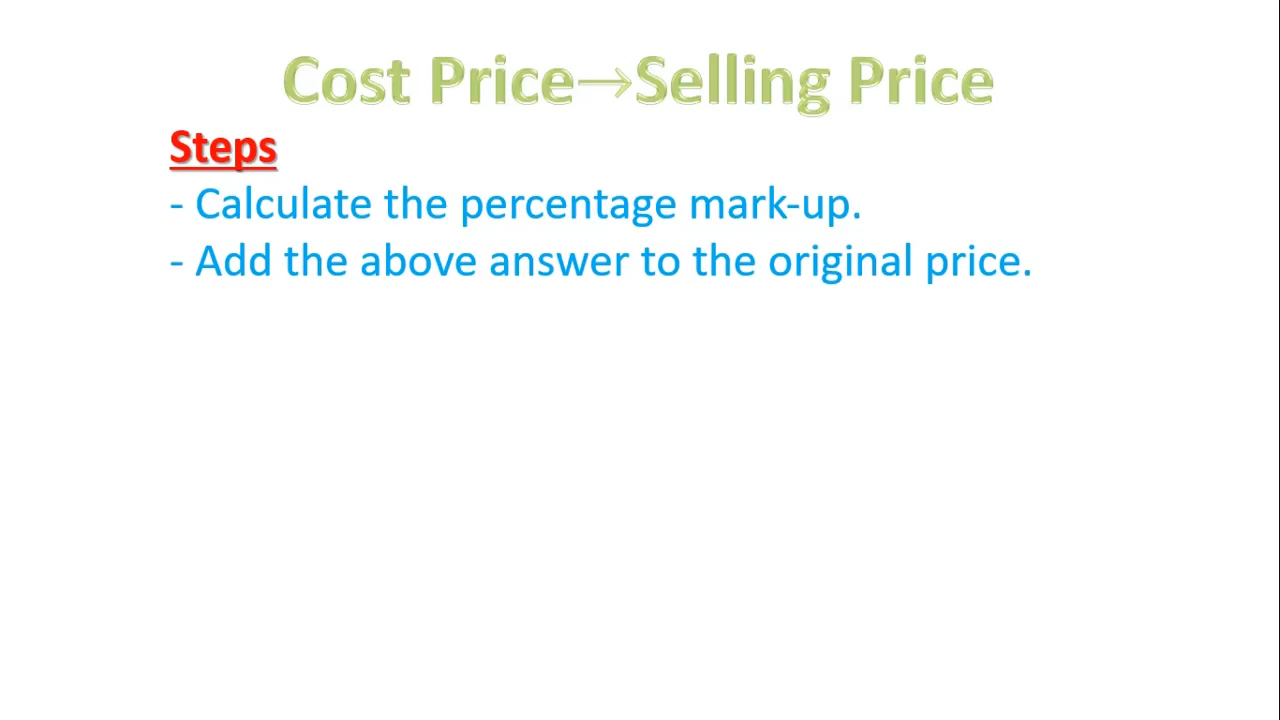 Cost Price→Selling Price
Steps
- Calculate the percentage mark-up.
- Add the above answer to the original price.